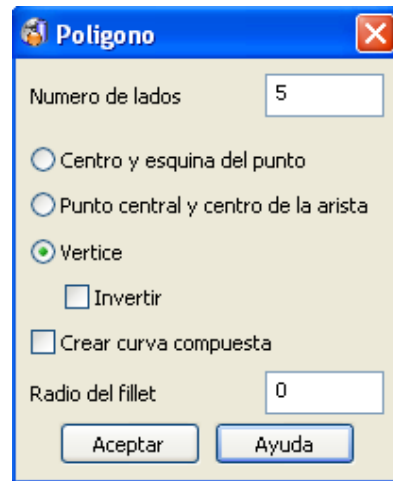 Poligono
Numero de lados 5
Centro y esquina del punto
Punto central y centro de la arista
Vertice
Invertir
Crear curva compuesta
Radio del fillet 0
Aceptar Ayuda